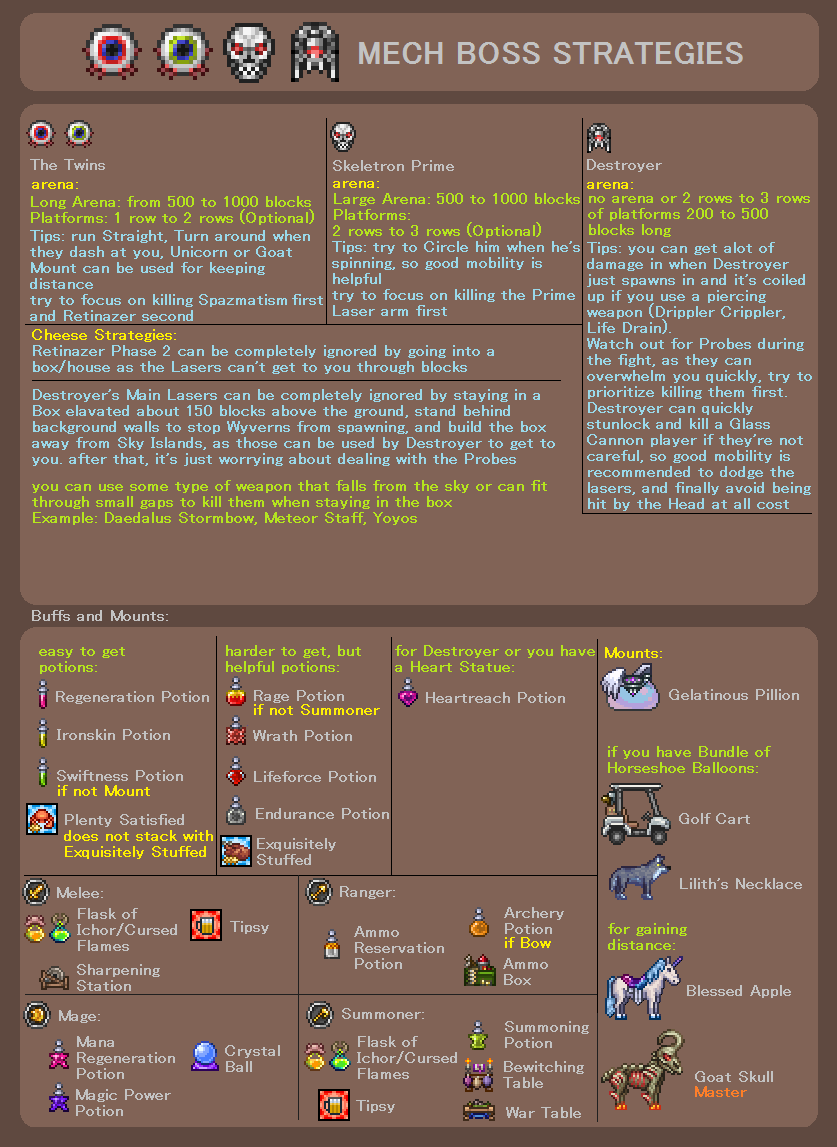 MECH BOSS STRATEGIES
The Twins
arena:
Long Arena: from 500 to 1000 blocks
Platforms: 1 row to 2 rows (Optional)
Tips: run Straight, Turn around when
they dash at you, Unicorn or Goat
Mount can be used for keeping
distance
try to focus on killing Spazmatism first
and Retinazer second
Skeletron Prime
arena:
Large Arena: 500 to 1000 blocks
Platforms:
2 rows to 3 rows (Optional)
Tips: try to Circle him when he's
spinning, so good mobility is
helpful
try to focus on killing the Prime
Laser arm first
Destroyer
arena:
no arena or 2 rows to 3 rows
of platforms 200 to 500
blocks long
Tips: you can get alot of
damage in when Destroyer
just spawns in and it's coiled
up if you use a piercing
weapon (Drippler Crippler,
Life Drain).
Watch out for Probes during
the fight, as they can
overwhelm you quickly, try to
prioritize killing them first.
Destroyer can quickly
stunlock and kill a Glass
Cannon player if they're not
careful, so good mobility is
recommended to dodge the
lasers, and finally avoid being
hit by the Head at all cost
Cheese Strategies:
Retinazer Phase 2 can be completely ignored by going into a
box/house as the Lasers can't get to you through blocks
Destroyer's Main Lasers can be completely ignored by staying in a
Box elavated about 150 blocks above the ground, stand behind
background walls to stop Wyverns from spawning, and build the box
away from Sky Islands, as those can be used by Destroyer to get to
you. after that, it's just worrying about dealing with the Probes
you can use some type of weapon that falls from the sky or can fit
through small gaps to kill them when staying in the box
Example: Daedalus Stormbow, Meteor Staff, Yoyos
Buffs and Mounts:
easy to get
potions:
Regeneration Potion
Ironskin Potion
Swiftness Potion
if not Mount
Plenty Satisfied
does not stack with
Exquisitely Stuffed
harder to get, but
helpful potions:
Rage Potion
if not Summoner
Wrath Potion
Lifeforce Potion
Endurance Potion
Exquisitely
Stuffed
for Destroyer or you have
a Heart Statue:
Heartreach Potion
Mounts:
Gelatinous Pillion
if you have Bundle of
Horseshoe Balloons:
Golf Cart
Lilith's Necklace
for gaining
distance:
Blessed Apple
Goat Skull
Master
Melee:
Flask of
Ichor/Cursed
Flames
Tipsy
Sharpening
Station
Ranger:
Ammo
Reservation
Potion
Archery
Potion
if Bow
Ammo
Box
Mage:
Mana
Regeneration
Potion
Crystal
Ball
Magic Power
Potion
Summoner:
Flask of
Ichor/Cursed
Flames
Tipsy
Summoning
Potion
Bewitching
Table
War Table